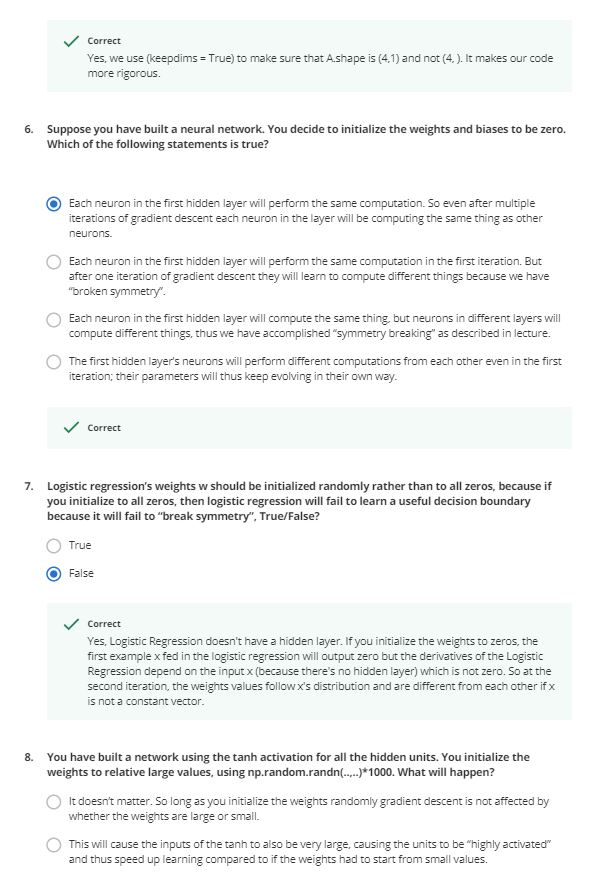 Correct
Yes, we use (keepdims = True) to make sure that A.shape is (4,1) and not (4, ). It makes our code
more rigorous.
6. Suppose you have built a neural network. You decide to initialize the weights and biases to be zero.
Which of the following statements is true?
Each neuron in the first hidden layer will perform the same computation. So even after multiple
iterations of gradient descent each neuron in the layer will be computing the same thing as other
neurons.
Each neuron in the first hidden layer will perform the same computation in the first iteration. But
after one iteration of gradient descent they will learn to compute different things because we have
"broken symmetry".
Each neuron in the first hidden layer will compute the same thing, but neurons in different layers will
compute different things, thus we have accomplished "symmetry breaking" as described in lecture.
The first hidden layer's neurons will perform different computations from each other even in the first
iteration; their parameters will thus keep evolving in their own way.
Correct
7. Logistic regression's weights w should be initialized randomly rather than to all zeros, because if
you initialize to all zeros, then logistic regression will fail to learn a useful decision boundary
because it will fail to "break symmetry", True/False?
True
False
Correct
Yes, Logistic Regression doesn't have a hidden layer. If you initialize the weights to zeros, the
first example x fed in the logistic regression will output zero but the derivatives of the Logistic
Regression depend on the input x (because there's no hidden layer) which is not zero. So at the
second iteration, the weights values follow x's distribution and are different from each other if x
is not a constant vector.
8. You have built a network using the tanh activation for all the hidden units. You initialize the
weights to relative large values, using np.random.randn(..,..)*1000. What will happen?
It doesn't matter. So long as you initialize the weights randomly gradient descent is not affected by
whether the weights are large or small.
This will cause the inputs of the tanh to also be very large, causing the units to be "highly activated"
and thus speed up learning compared to if the weights had to start from small values.